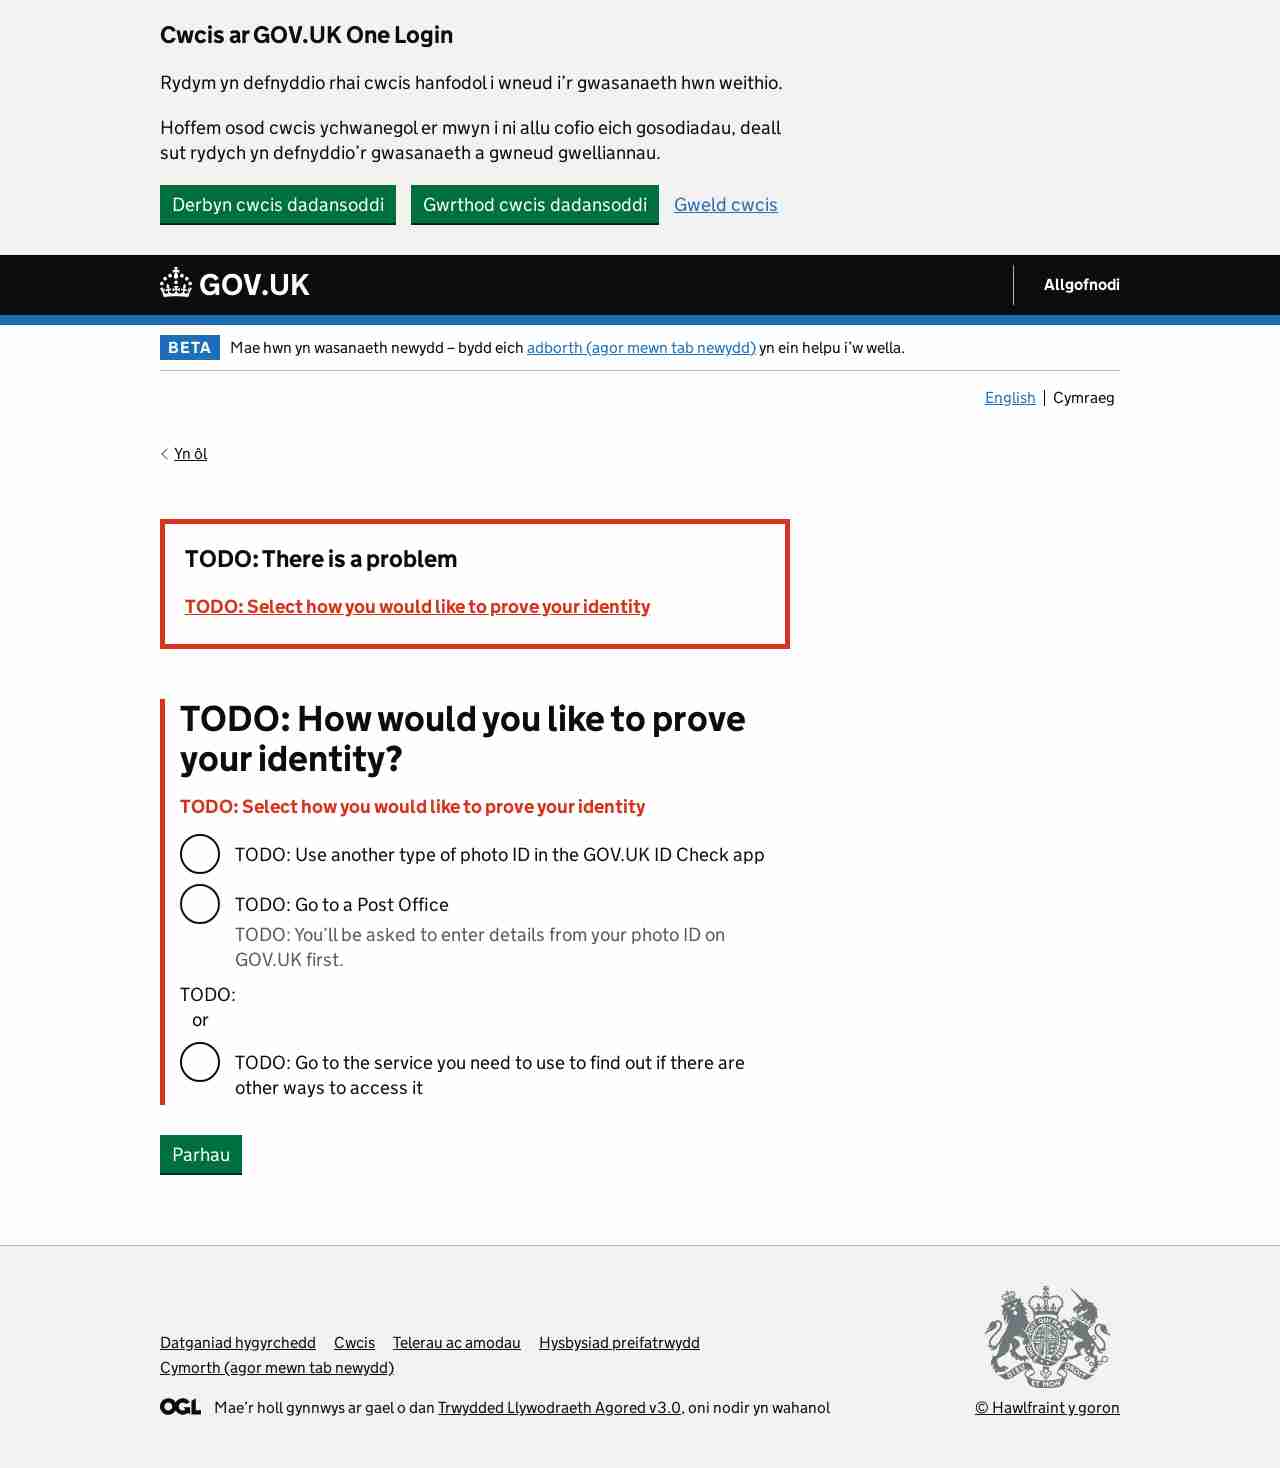 Cwcis ar GOV.UK One Login
Rydym yn defnyddio rhai cwcis hanfodol i wneud i’r gwasanaeth hwn weithio.
Hoffem osod cwcis ychwanegol er mwyn i ni allu cofio eich gosodiadau, deall
sut rydych yn defnyddio’r gwasanaeth a gwneud gwelliannau.
Derbyn cwcis dadansoddi Gwrthod cwcis dadansoddi Gweld cwcis
GOV.UK Allgofnodi
BETA Mae hwn yn wasanaeth newydd – bydd eich adborth (agor mewn tab newydd) yn ein helpu i’w wella.
English Cymraeg
Yn ôl
TODO: There is a problem
TODO: Select how you would like to prove your identity
TODO: How would you like to prove
your identity?
TODO: Select how you would like to prove your identity
TODO: Use another type of photo ID in the GOV.UK ID Check app
TODO: Go to a Post Office
TODO: You’ll be asked to enter details from your photo ID on
GOV.UK first.
TODO:
or
TODO: Go to the service you need to use to find out if there are
other ways to access it
Parhau
Datganiad hygyrchedd Cwcis Telerau ac amodau Hysbysiad preifatrwydd
Cymorth (agor mewn tab newydd)
OGL Mae’r holl gynnwys ar gael o dan Trwydded Llywodraeth Agored v3.0, oni nodir yn wahanol
© Hawlfraint y goron